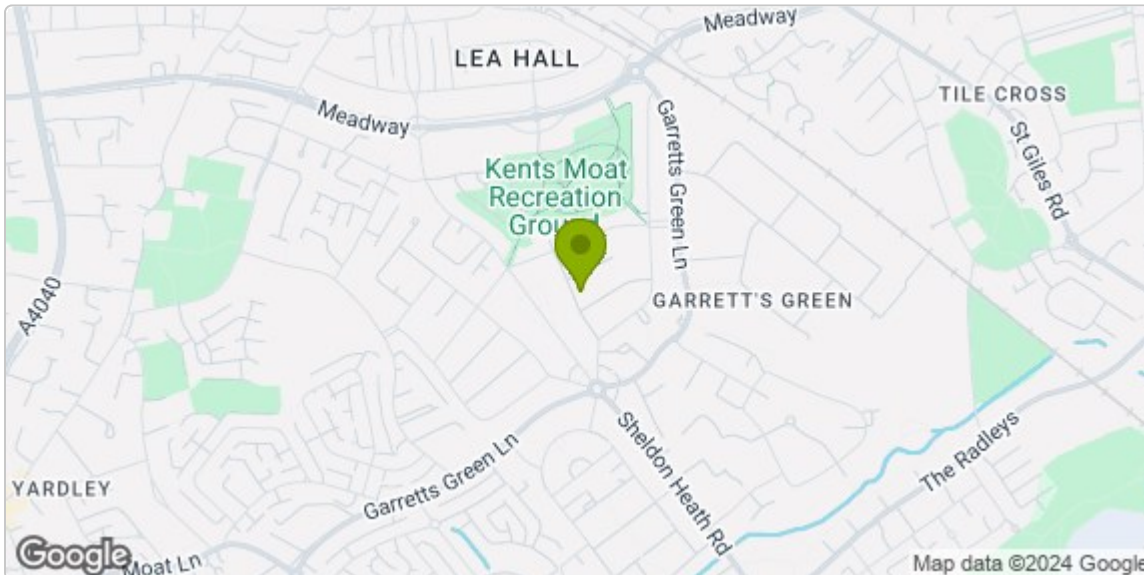 Meadway
LEA HALL
TILE CROSS
Meadway
Garretts Green Ln
St Giles Rd
Kents Moat
Recreation
Ground
A4040
GARRETT'S GREEN
Sheldon Heath Rd
The Radleys
Garretts Green Ln
YARDLEY
Google
Moat Ln
Map data ©2024 Google